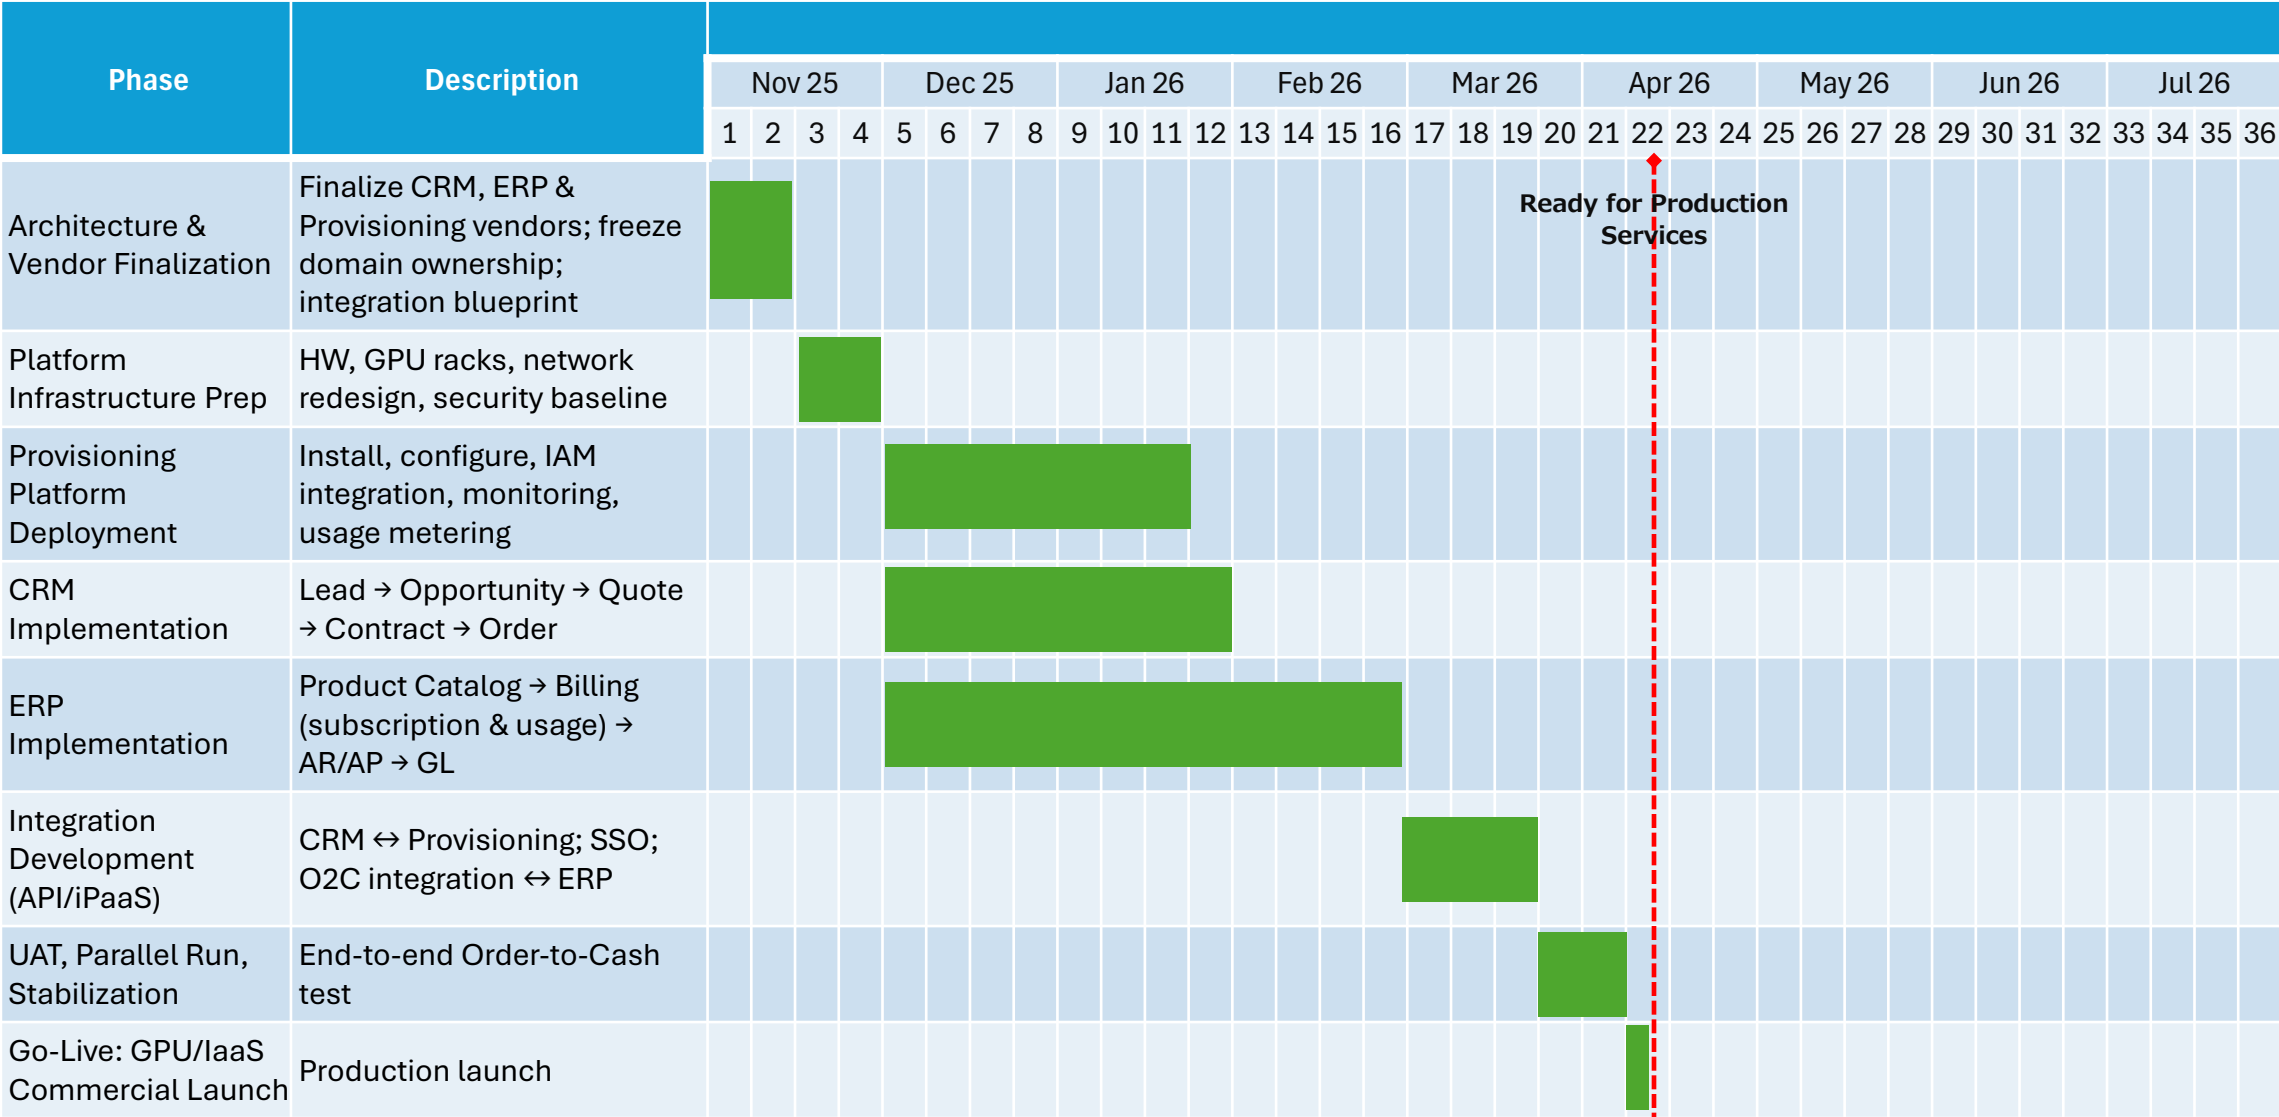 Phase
Description
Nov 25
Dec 25
Jan 26
Feb 26
Mar 26
Apr 26
May 26
Jun 26
Jul 26
1 2 3 4 5 6 7 8 9 10 11 12 13 14 15 16 17 18 19 20 21 22 23 24 25 26 27 28 29 30 31 32 33 34 35 36
Ready for Production
Services
Architecture &
Vendor Finalization
Finalize CRM, ERP &
Provisioning vendors; freeze
domain ownership;
integration blueprint
Platform
Infrastructure Prep
HW, GPU racks, network
redesign, security baseline
Provisioning
Platform
Deployment
Install, configure, IAM
integration, monitoring,
usage metering
CRM
Implementation
Lead → Opportunity → Quote
→ Contract → Order
ERP
Implementation
Product Catalog → Billing
(subscription & usage) →
AR/AP → GL
Integration
Development
(API/iPaaS)
CRM ↔ Provisioning; SSO;
O2C integration ↔ ERP
UAT, Parallel Run,
Stabilization
End-to-end Order-to-Cash
test
Go-Live: GPU/IaaS
Commercial Launch
Production launch